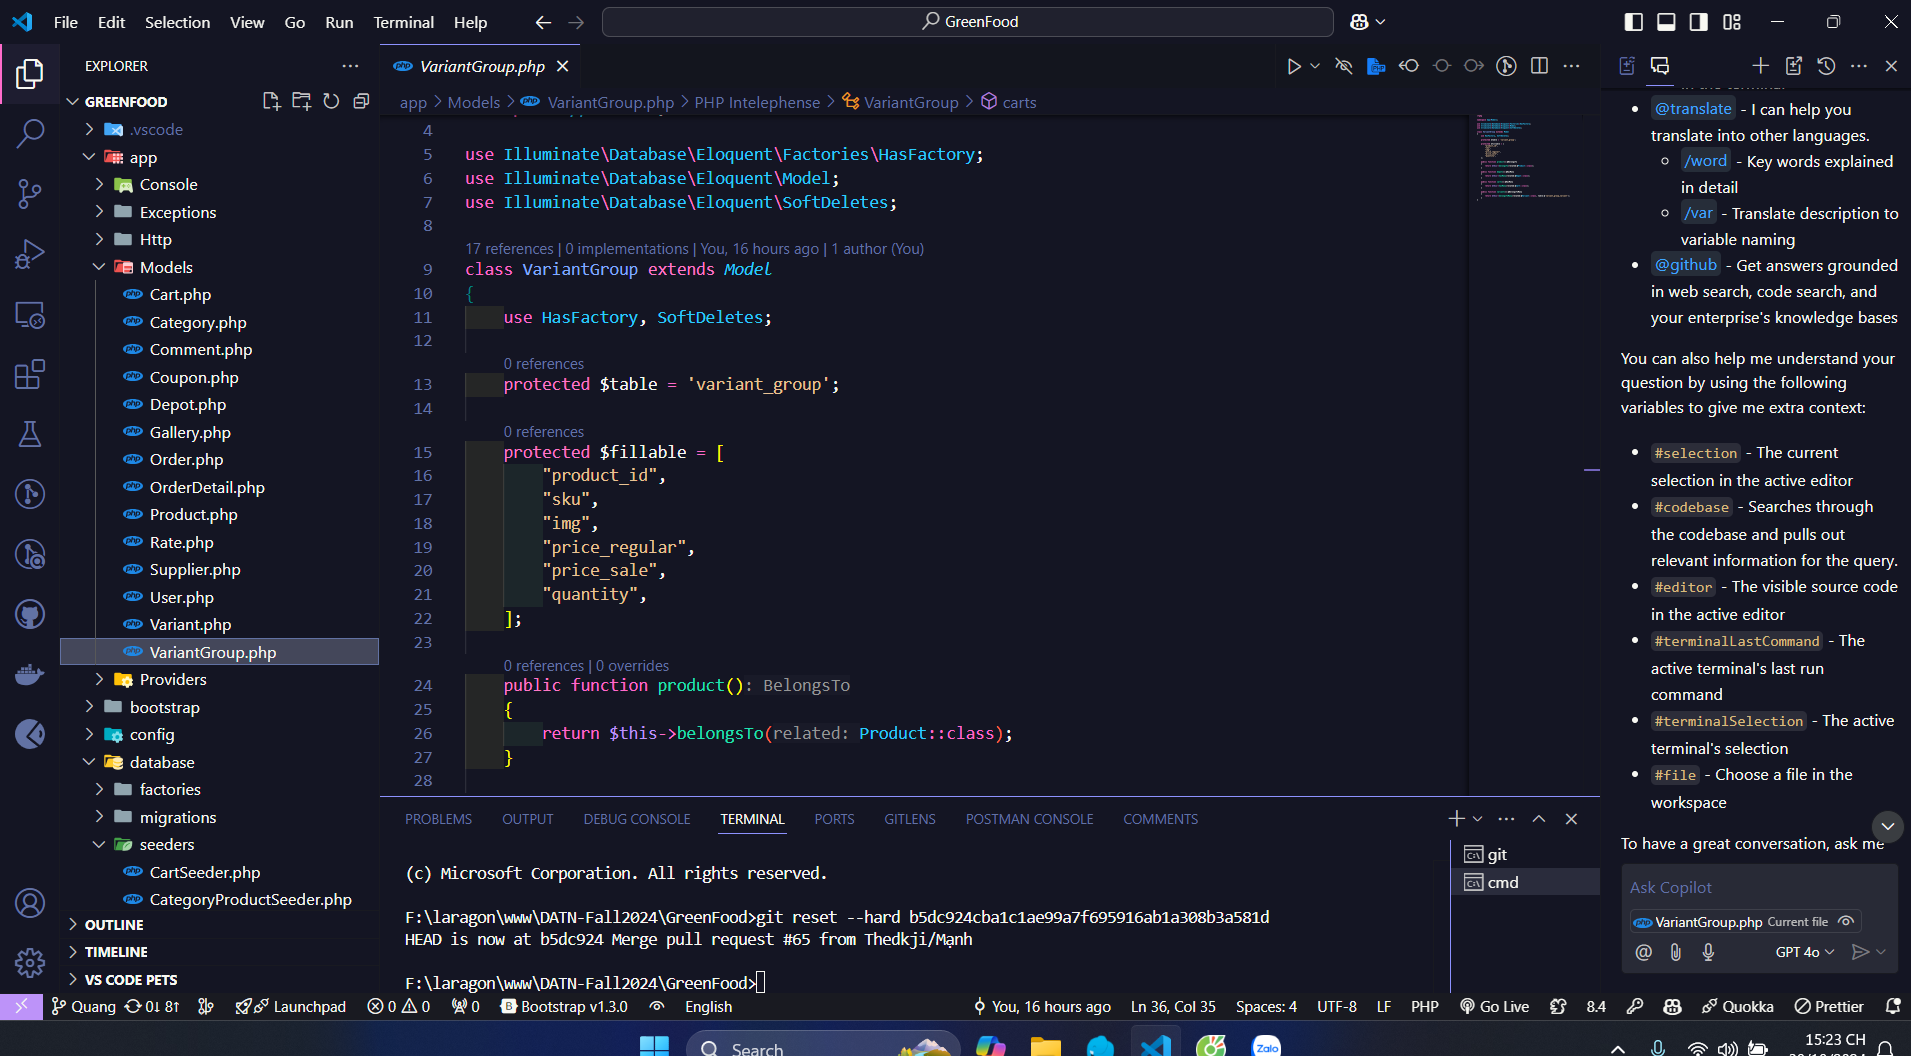 File Edit Selection View Go Run Terminal Help
GreenFood
EXPLORER
GREENFOOD
.vscode
app
Console
Exceptions
Http
Models
Cart.php
Category.php
Comment.php
Coupon.php
Depot.php
Gallery.php
Order.php
OrderDetail.php
Product.php
Rate.php
Supplier.php
User.php
Variant.php
VariantGroup.php
Providers
bootstrap
config
database
factories
migrations
seeders
CartSeeder.php
CategoryProductSeeder.php
OUTLINE
TIMELINE
VS CODE PETS
VariantGroup.php
app > Models > VariantGroup.php > PHP Intelephense > VariantGroup > carts
4
5 use Illuminate\Database\Eloquent\Factories\HasFactory;
6 use Illuminate\Database\Eloquent\Model;
7 use Illuminate\Database\Eloquent\SoftDeletes;
8
17 references | 0 implementations | You, 16 hours ago | 1 author (You)
9 class VariantGroup extends Model
10 {
11 use HasFactory, SoftDeletes;
12
0 references
13 protected $table = 'variant_group';
14
0 references
15 protected $fillable = [
16 "product_id",
17 "sku",
18 "img",
19 "price_regular",
20 "price_sale",
21 "quantity",
22 ];
23
0 references | 0 overrides
24 public function product(): BelongsTo
25 {
26 return $this->belongsTo(related: Product::class);
27 }
28
PROBLEMS OUTPUT DEBUG CONSOLE TERMINAL PORTS GITLENS POSTMAN CONSOLE COMMENTS
(c) Microsoft Corporation. All rights reserved.
F:\laragon\www\DATN-Fall2024\GreenFood>git reset --hard b5dc924cba1c1ae99a7f695916ab1a308b3a581d
HEAD is now at b5dc924 Merge pull request #65 from Thedkji/Mạnh
F:\laragon\www\DATN-Fall2024\GreenFood>
git
cmd
@translate - I can help you
translate into other languages.
/word - Key words explained
in detail
/var - Translate description to
variable naming
@github - Get answers grounded
in web search, code search, and
your enterprise's knowledge bases
You can also help me understand your
question by using the following
variables to give me extra context:
#selection - The current
selection in the active editor
#codebase - Searches through
the codebase and pulls out
relevant information for the query.
#editor - The visible source code
in the active editor
#terminalLastCommand - The
active terminal's last run
command
#terminalSelection - The active
terminal's selection
#file - Choose a file in the
workspace
To have a great conversation, ask me
Ask Copilot
VariantGroup.php Current file
GPT 4o
Quang 0↓ 8↑ Launchpad 0 0 0 Bootstrap v1.3.0 English
You, 16 hours ago Ln 36, Col 35 Spaces: 4 UTF-8 LF PHP Go Live 8.4 Quokka Prettier
Search
Zalo
15:23 CH